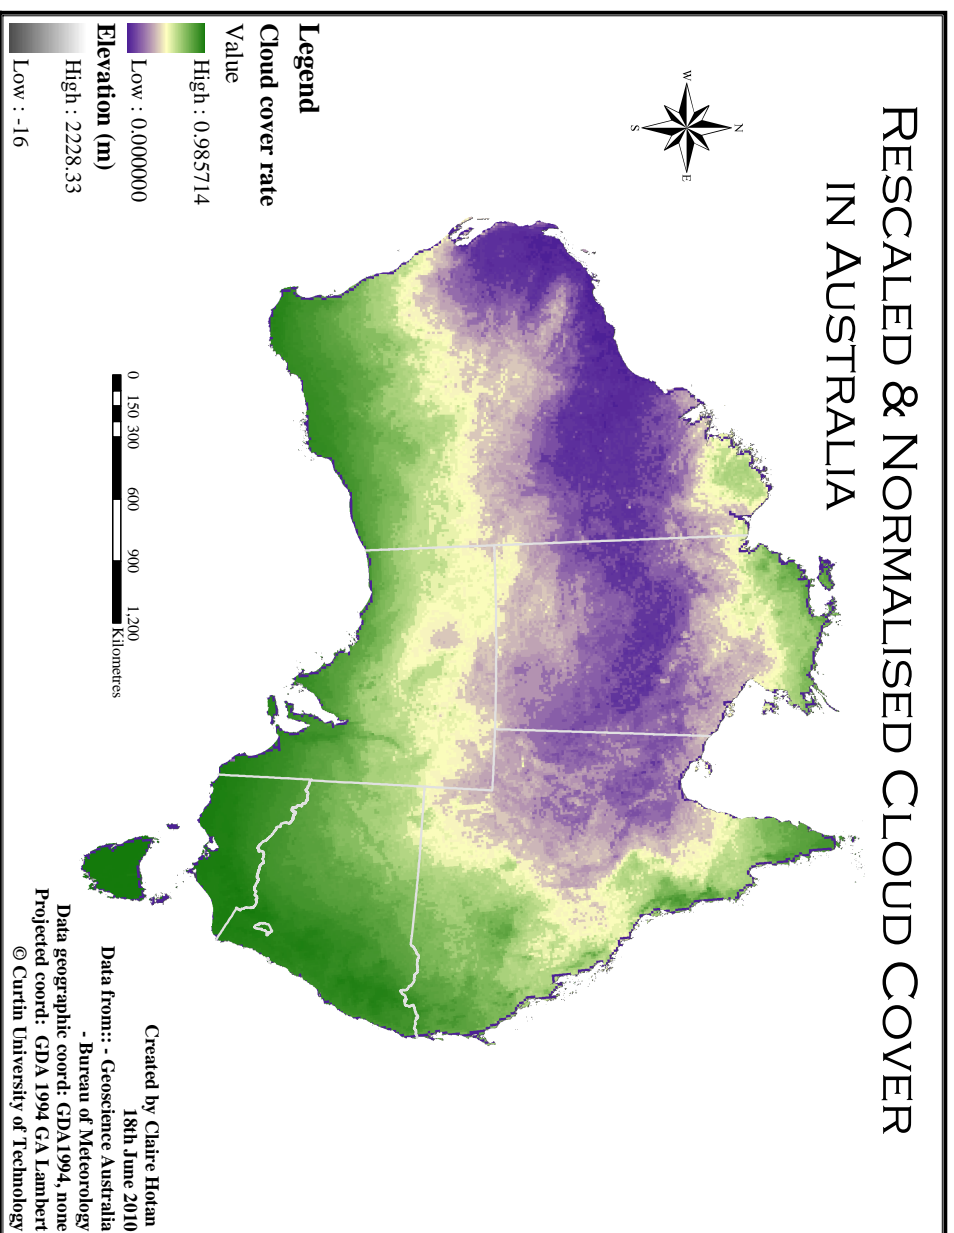 RESCALED & NORMALISED CLOUD COVER
IN AUSTRALIA
N
W
E
S
Legend
Cloud cover rate
Value
High : 0.985714
Low : 0.000000
Elevation (m)
High : 2228.33
Low : -16
0 150 300 600 900 1,200
Kilometres
Created by Claire Hotan
18th June 2010
Data from:: - Geoscience Australia
- Bureau of Meteorology
Data geographic coord: GDA1994, none
Projected coord: GDA 1994 GA Lambert
© Curtin University of Technology